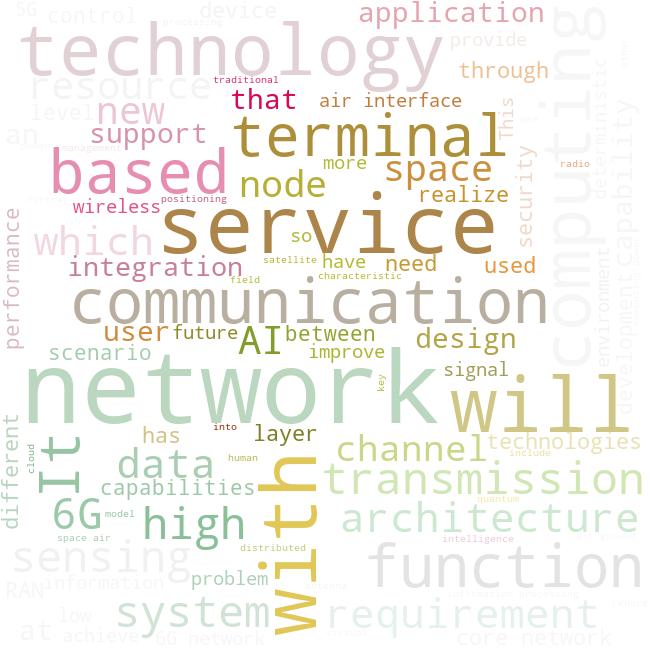 5G
control
device
application
processing
technology
provide
computing
resource
traditional
through
new
that
air interface
level
This
deterministic
capability
an
support
terminal
more
security
radio
management
based
node
space
realize
wireless
positioning
service
which
so
satellite
have
need
used
performance
integration
field
characteristic
environment
development
communication
user
future
AI
between
design
scenario
improve
signal
key
network
will
into
has
layer
It
cloud
channel
technologies
different
data
human
include
capabilities
with
transmission
quantum
6G
model
high
architecture
space air
distributed
intelligence
sensing
problem
function
RAN
information
information processing
system
requirement
low
at
achieve
6G network
core network